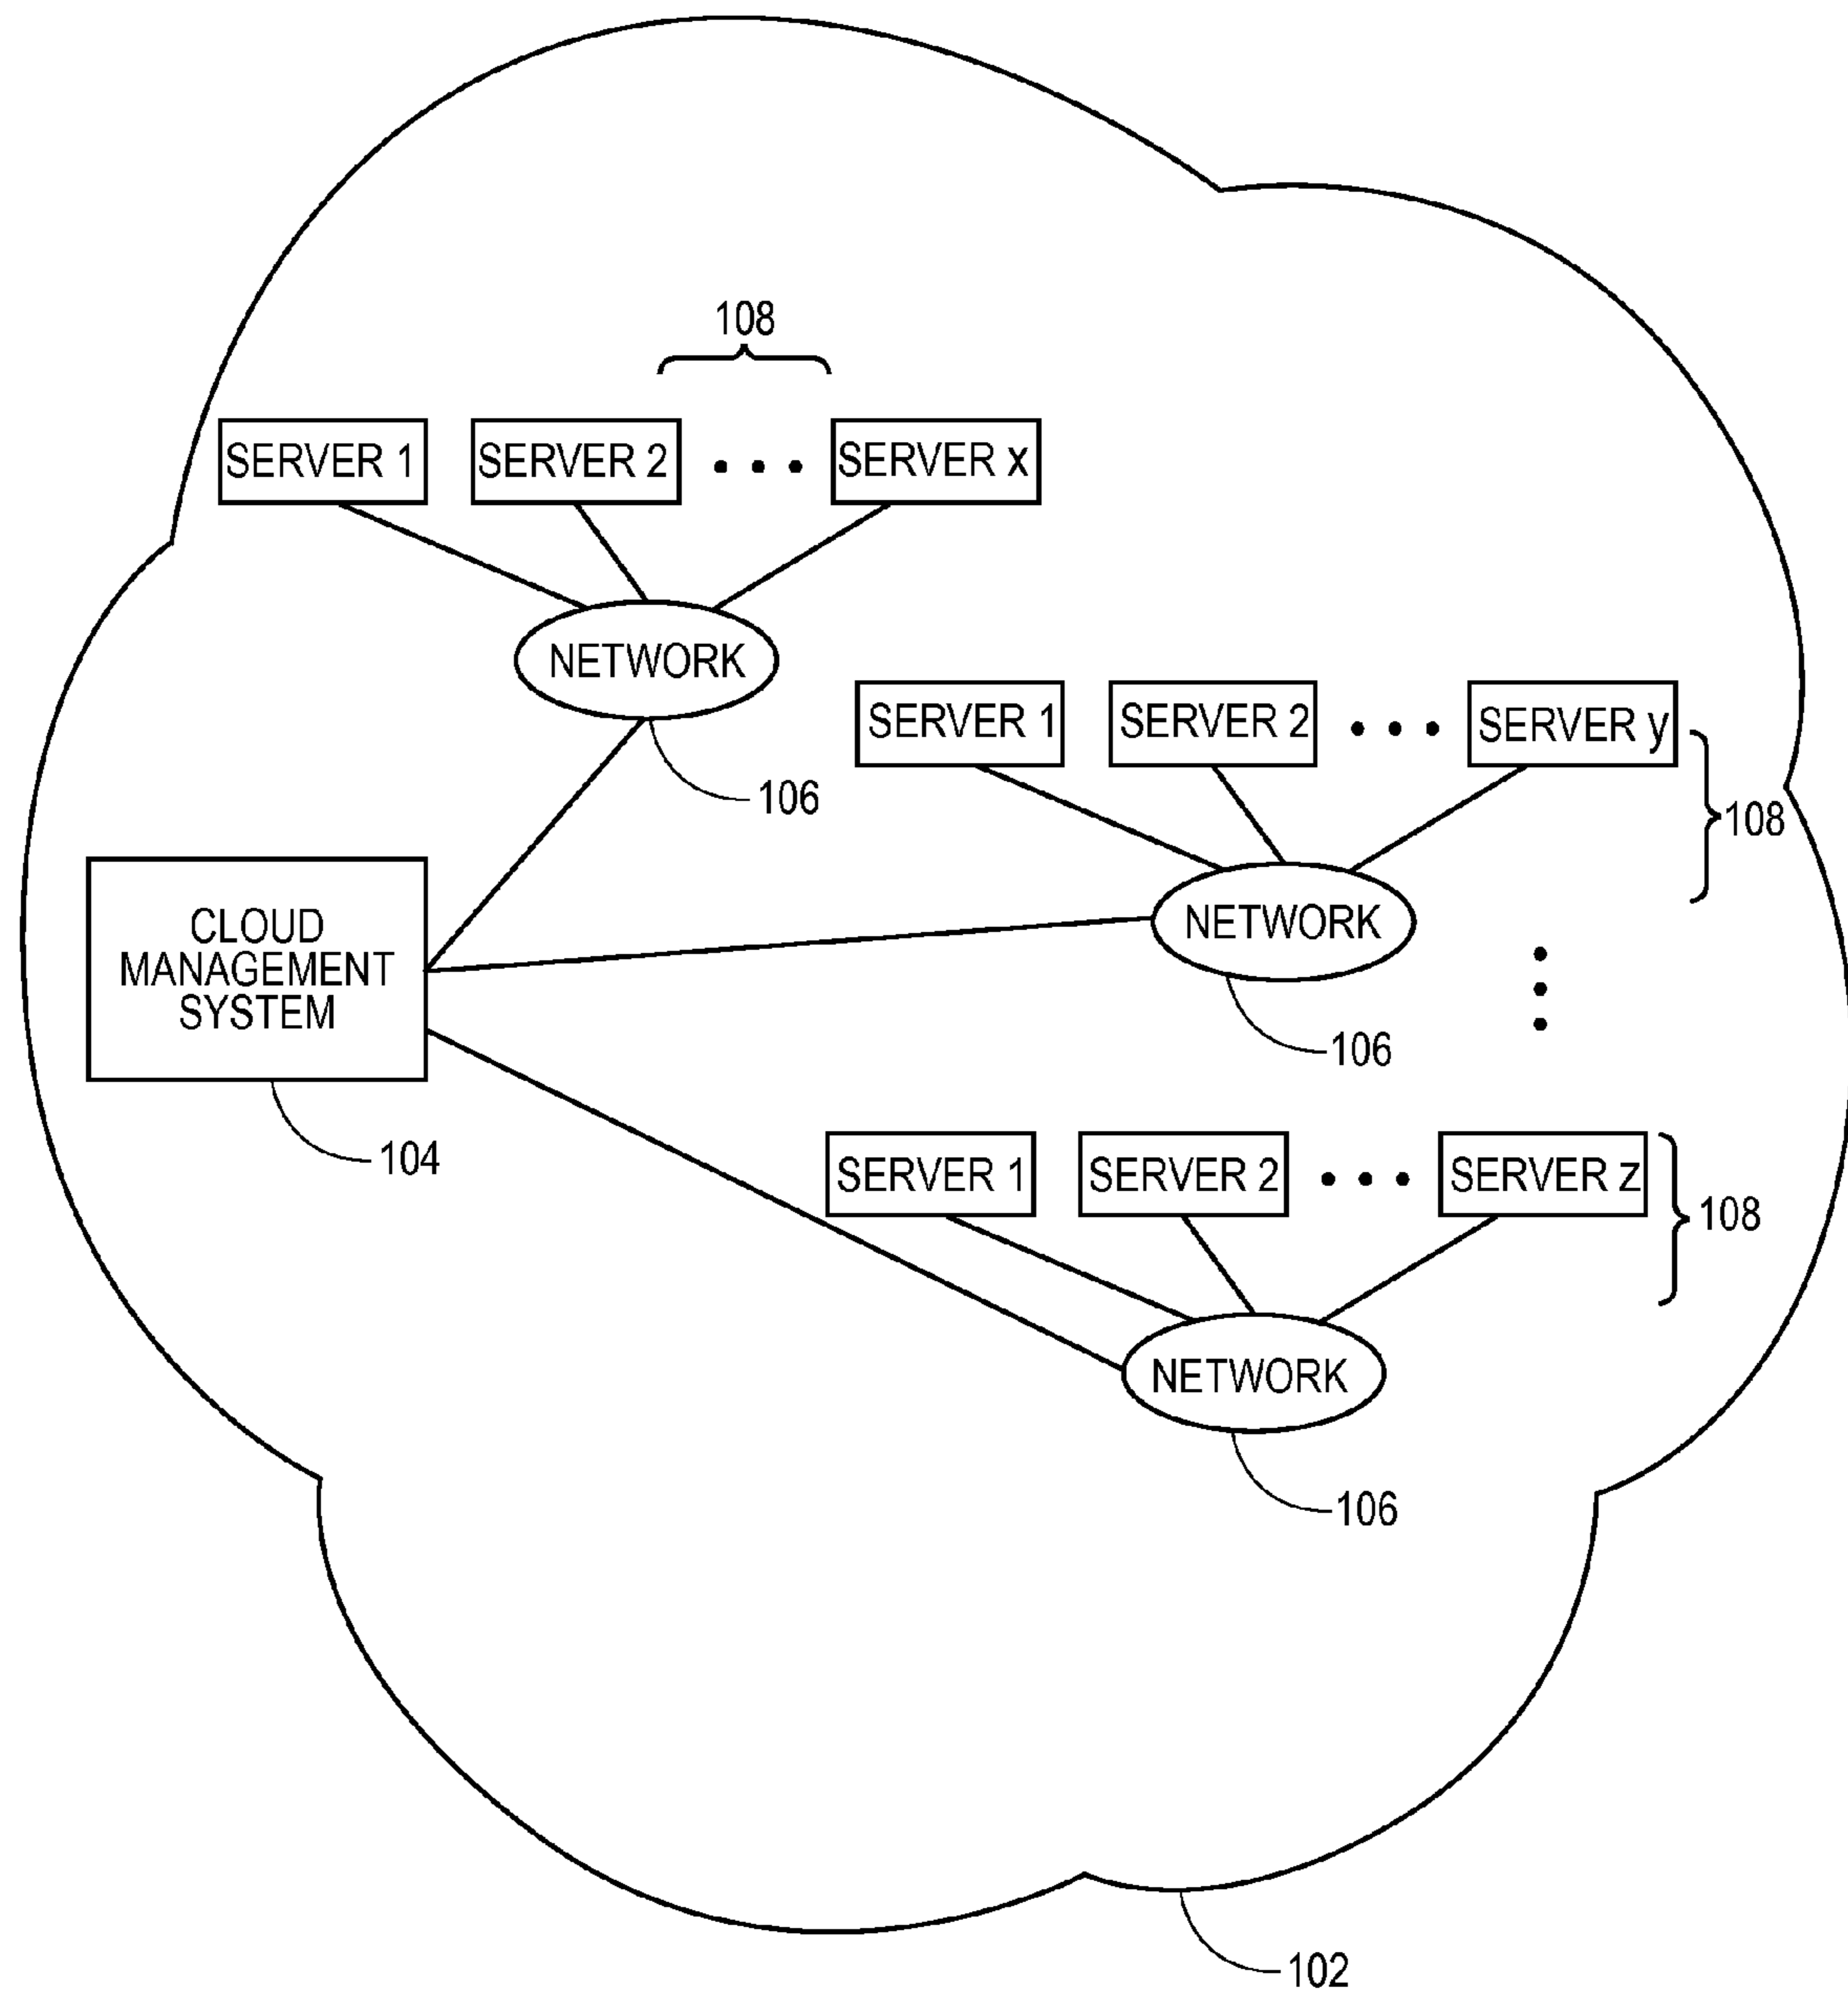 108
SERVER 1
SERVER 2
SERVER x
NETWORK
106
SERVER 1
SERVER 2
SERVER y
108
NETWORK
106
CLOUD
MANAGEMENT
SYSTEM
104
SERVER 1
SERVER 2
SERVER z
108
NETWORK
106
102